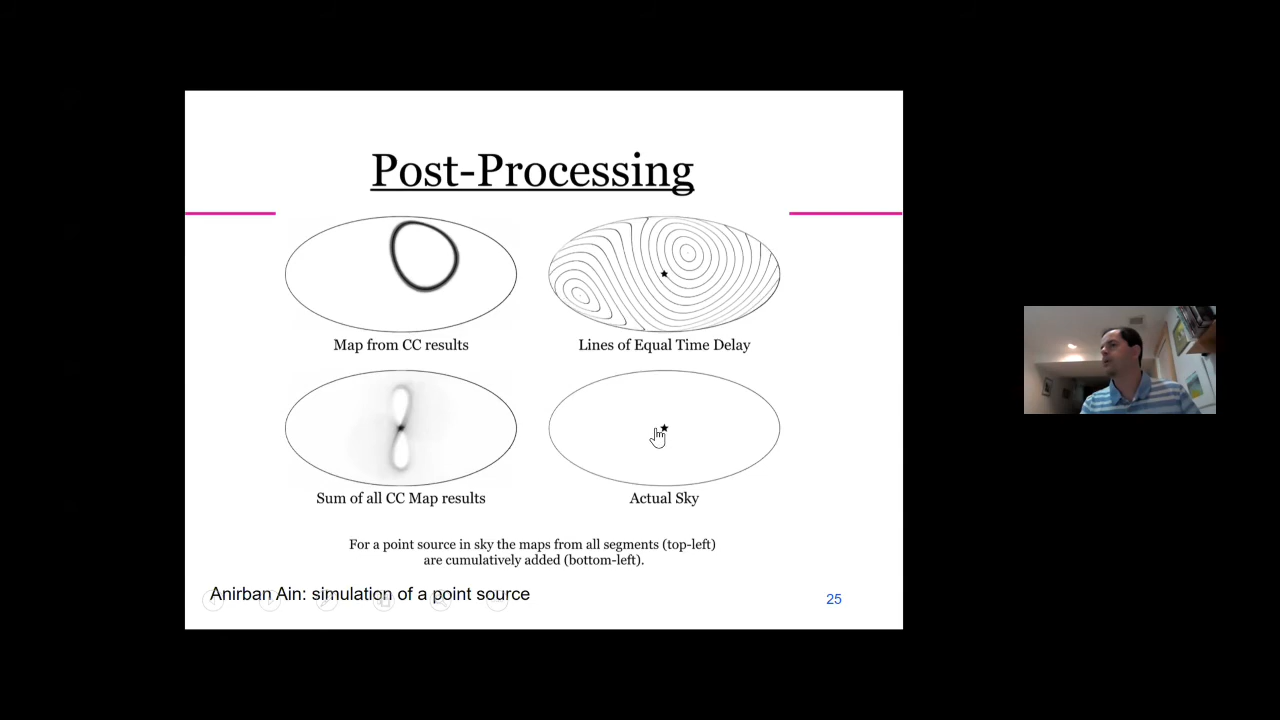 Post-Processing
Map from CC results
Lines of Equal Time Delay
Sum of all CC Map results
Actual Sky
For a point source in sky the maps from all segments (top-left)
are cumulatively added (bottom-left).
Anirban Ain: simulation of a point source
25